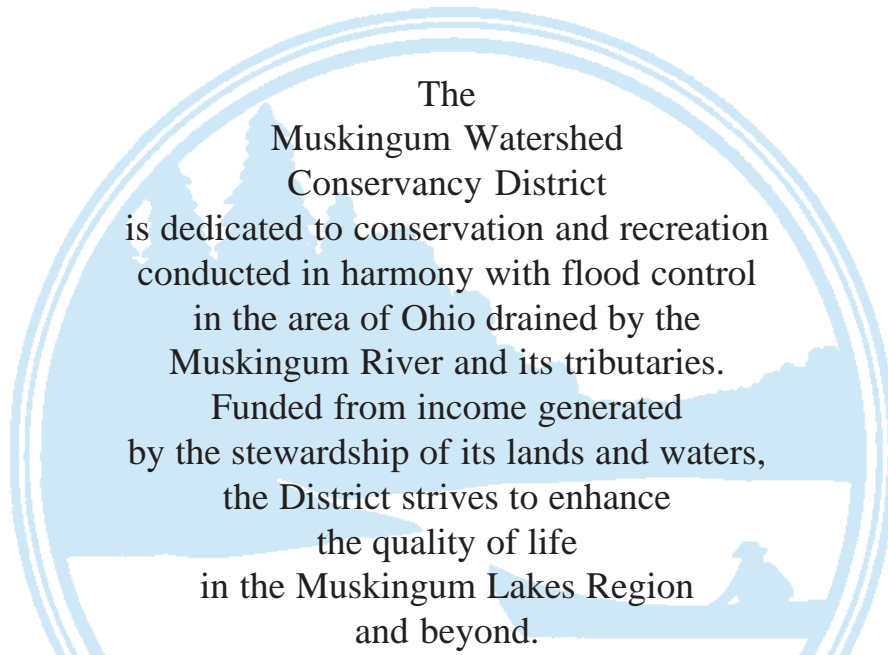 The
Muskingum Watershed
Conservancy District
is dedicated to conservation and recreation
conducted in harmony with flood control
in the area of Ohio drained by the
Muskingum River and its tributaries.
Funded from income generated
by the stewardship of its lands and waters,
the District strives to enhance
the quality of life
in the Muskingum Lakes Region
and beyond.